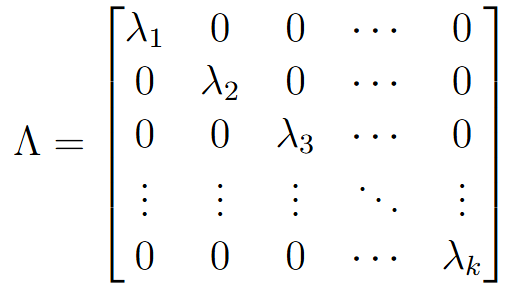 λ₁ 0 0 ⋯ 0
0 λ₂ 0 ⋯ 0
Λ = 0 0 λ₃ ⋯ 0
⋮ ⋮ ⋮ ⋱ ⋮
0 0 0 ⋯ λₖ